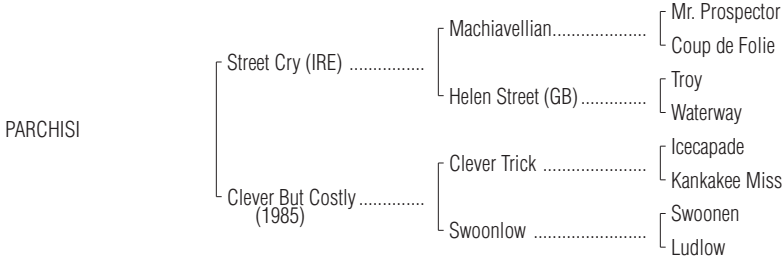 Mr. Prospector
Machiavellian....................
Coup de Folie
Street Cry (IRE) ................
Troy
Helen Street (GB) ..............
Waterway
PARCHISI
Icecapade
Clever Trick ......................
Kankakee Miss
Clever But Costly ..............
(1985)
Swoonen
Swoonlow ........................
Ludlow